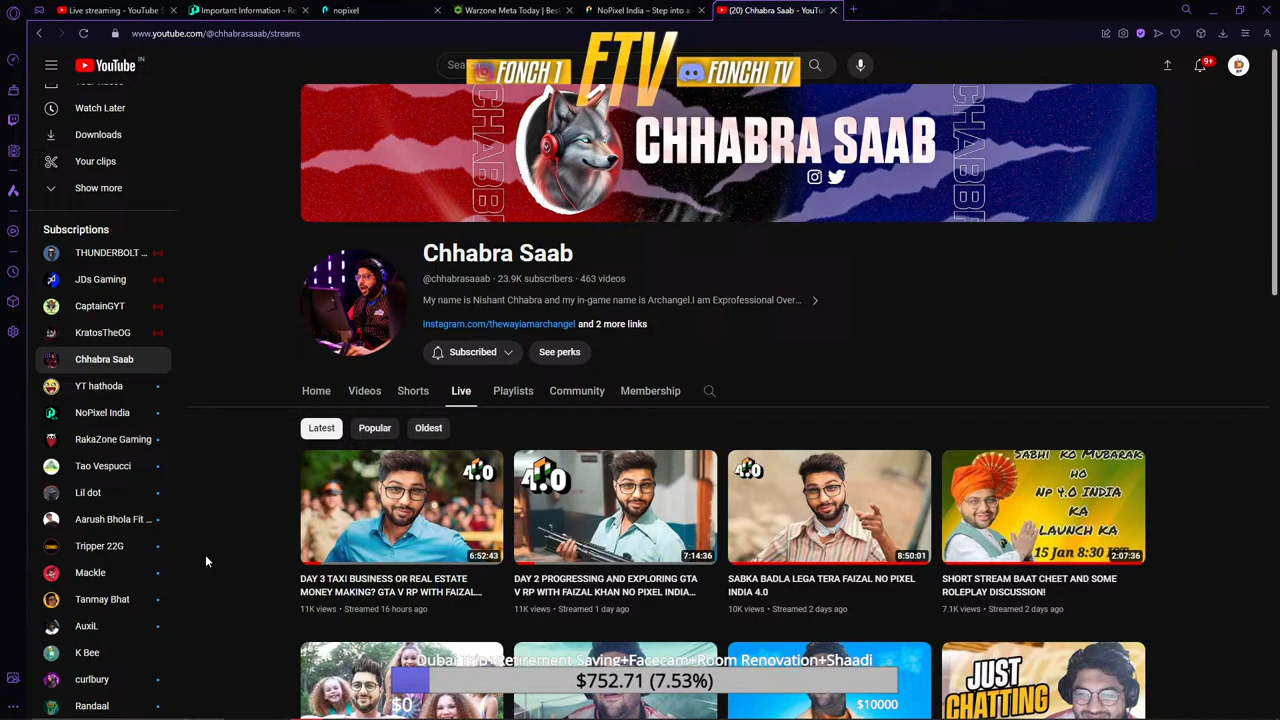 Live streaming - YouTube S
Important Information - Re
nopixel
Warzone Meta Today | Bes
NoPixel India – Step into a
(20) Chhabra Saab - YouTu
www.youtube.com/@chhabrasaaab/streams
YouTube IN
Sea
FONCH 1
FTV
FONCHI TV
9+
Watch Later
Downloads
Your clips
Show more
Subscriptions
THUNDERBOLT ...
JDs Gaming
CaptainGYT
KratosTheOG
Chhabra Saab
YT hathoda
NoPixel India
RakaZone Gaming
Tao Vespucci
Lil dot
Aarush Bhola Fit ...
Tripper 22G
Mackle
Tanmay Bhat
AuxiL
K Bee
curlbury
Randaal
CHHABRA SAAB
Chhabra Saab
@chhabrasaaab · 23.9K subscribers · 463 videos
My name is Nishant Chhabra and my in-game name is Archangel.I am Exprofessional Over...
instagram.com/thewayiamarchangel and 2 more links
Subscribed
See perks
Home
Videos
Shorts
Live
Playlists
Community
Membership
Latest
Popular
Oldest
4.0
6:52:43
DAY 3 TAXI BUSINESS OR REAL ESTATE
MONEY MAKING? GTA V RP WITH FAIZAL...
11K views · Streamed 16 hours ago
4.0
7:14:36
DAY 2 PROGRESSING AND EXPLORING GTA
V RP WITH FAIZAL KHAN NO PIXEL INDIA...
11K views · Streamed 1 day ago
4.0
8:50:01
SABKA BADLA LEGA TERA FAIZAL NO PIXEL
INDIA 4.0
10K views · Streamed 2 days ago
SABHI KO MUBARAK
HO
NP 4.0 INDIA
KA
LAUNCH KA
15 Jan 8:30
2:07:36
SHORT STREAM BAAT CHEET AND SOME
ROLEPLAY DISCUSSION!
7.1K views · Streamed 2 days ago
JUST
CHATTING
Dubai Trip+Retirement Saving+Facecam+Room Renovation+Shaadi
$752.71 (7.53%)
$0
$10000